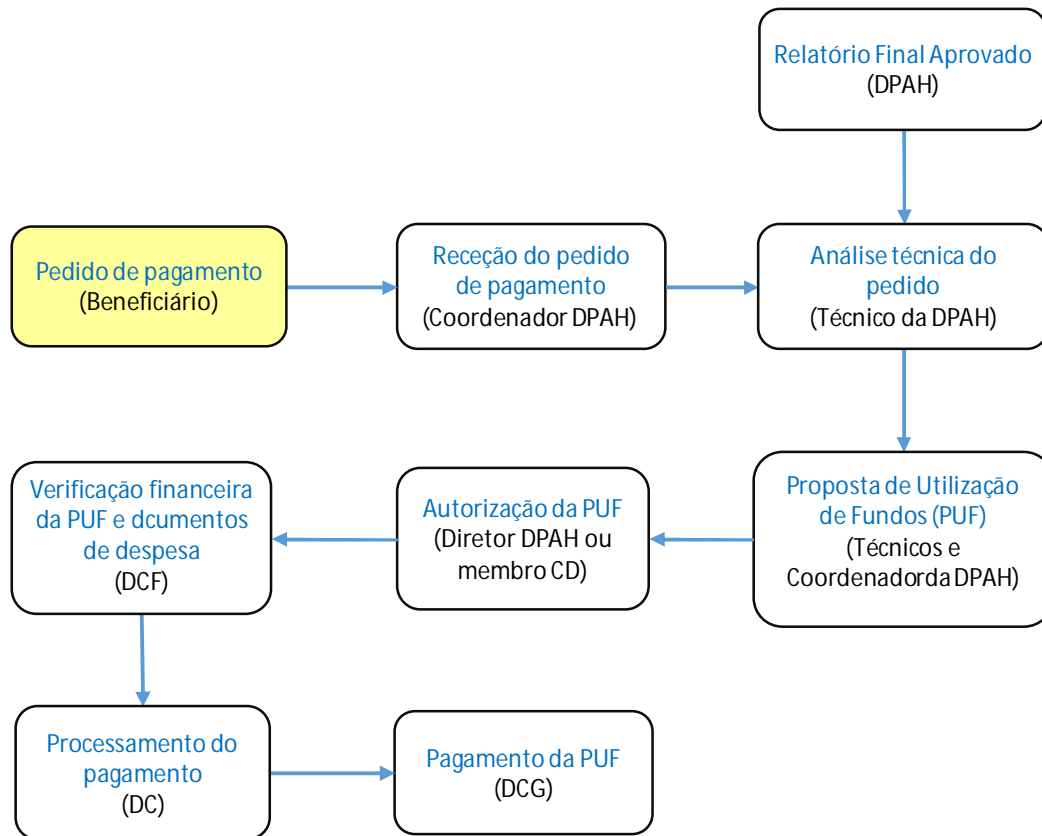 Relatório Final Aprovado
(DPAH)
Pedido de pagamento
(Beneficiário)
Receção do pedido
de pagamento
(Coordenador DPAH)
Análise técnica do
pedido
(Técnico da DPAH)
Verificação financeira
da PUF e dcumentos
de despesa
(DCF)
Autorização da PUF
(Diretor DPAH ou
membro CD)
Proposta de Utilização
de Fundos (PUF)
(Técnicos e
Coordenadorda DPAH)
Processamento do
pagamento
(DC)
Pagamento da PUF
(DCG)